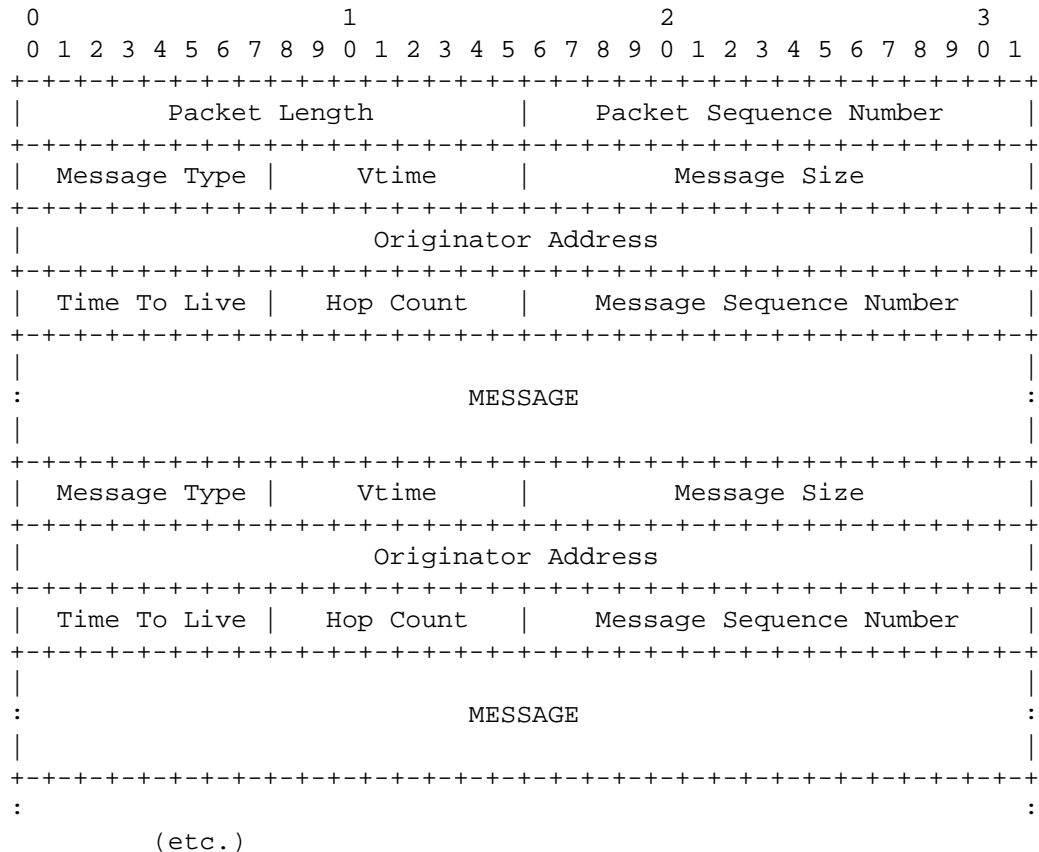 0                   1                   2                   3
0 1 2 3 4 5 6 7 8 9 0 1 2 3 4 5 6 7 8 9 0 1 2 3 4 5 6 7 8 9 0 1
+-+-+-+-+-+-+-+-+-+-+-+-+-+-+-+-+-+-+-+-+-+-+-+-+-+-+-+-+-+-+-+-+
|         Packet Length         |    Packet Sequence Number     |
+-+-+-+-+-+-+-+-+-+-+-+-+-+-+-+-+-+-+-+-+-+-+-+-+-+-+-+-+-+-+-+-+
|  Message Type |     Vtime     |         Message Size          |
+-+-+-+-+-+-+-+-+-+-+-+-+-+-+-+-+-+-+-+-+-+-+-+-+-+-+-+-+-+-+-+-+
|                      Originator Address                       |
+-+-+-+-+-+-+-+-+-+-+-+-+-+-+-+-+-+-+-+-+-+-+-+-+-+-+-+-+-+-+-+-+
|  Time To Live |   Hop Count   |    Message Sequence Number    |
+-+-+-+-+-+-+-+-+-+-+-+-+-+-+-+-+-+-+-+-+-+-+-+-+-+-+-+-+-+-+-+-+
|                                                               |
:                            MESSAGE                            :
|                                                               |
+-+-+-+-+-+-+-+-+-+-+-+-+-+-+-+-+-+-+-+-+-+-+-+-+-+-+-+-+-+-+-+-+
|  Message Type |     Vtime     |         Message Size          |
+-+-+-+-+-+-+-+-+-+-+-+-+-+-+-+-+-+-+-+-+-+-+-+-+-+-+-+-+-+-+-+-+
|                      Originator Address                       |
+-+-+-+-+-+-+-+-+-+-+-+-+-+-+-+-+-+-+-+-+-+-+-+-+-+-+-+-+-+-+-+-+
|  Time To Live |   Hop Count   |    Message Sequence Number    |
+-+-+-+-+-+-+-+-+-+-+-+-+-+-+-+-+-+-+-+-+-+-+-+-+-+-+-+-+-+-+-+-+
|                                                               |
:                            MESSAGE                            :
|                                                               |
+-+-+-+-+-+-+-+-+-+-+-+-+-+-+-+-+-+-+-+-+-+-+-+-+-+-+-+-+-+-+-+-+
:                                                               :
(etc.)